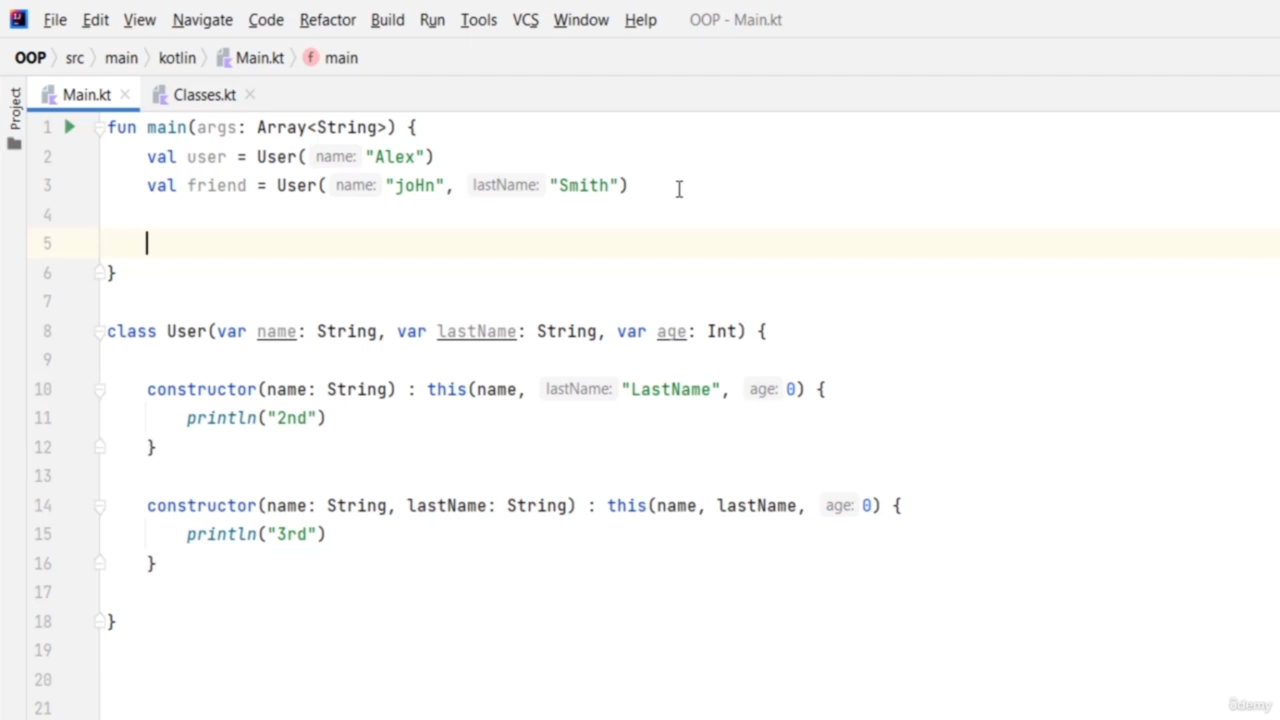 File Edit View Navigate Code Refactor Build Run Tools VCS Window Help OOP - Main.kt
OOP src main kotlin Main.kt f main
Project
Main.kt Classes.kt
1 fun main(args: Array<String>) {
2 val user = User( name: "Alex")
3 val friend = User( name: "joHn", lastName: "Smith")
4
5
6 }
7
8 class User(var name: String, var lastName: String, var age: Int) {
9
10 constructor(name: String) : this(name, lastName: "LastName", age: 0) {
11 println("2nd")
12 }
13
14 constructor(name: String, lastName: String) : this(name, lastName, age: 0) {
15 println("3rd")
16 }
17
18 }
19
20
21
ûdemy